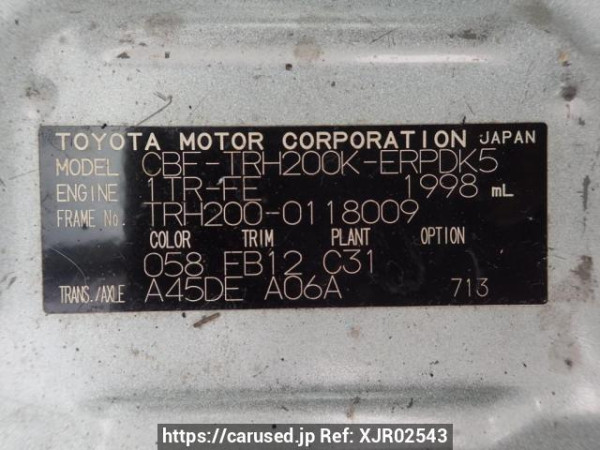 TOYOTA MOTOR CORPORATION JAPAN
MODEL CBF-TRH200K-ERPDK5
ENGINE 1TR-FE 1998 mL
FRAME No. TRH200-0118009
COLOR TRIM PLANT OPTION
058 FB12 C31
TRANS./AXLE A45DE A06A 713
https://carused.jp Ref: XJR02543